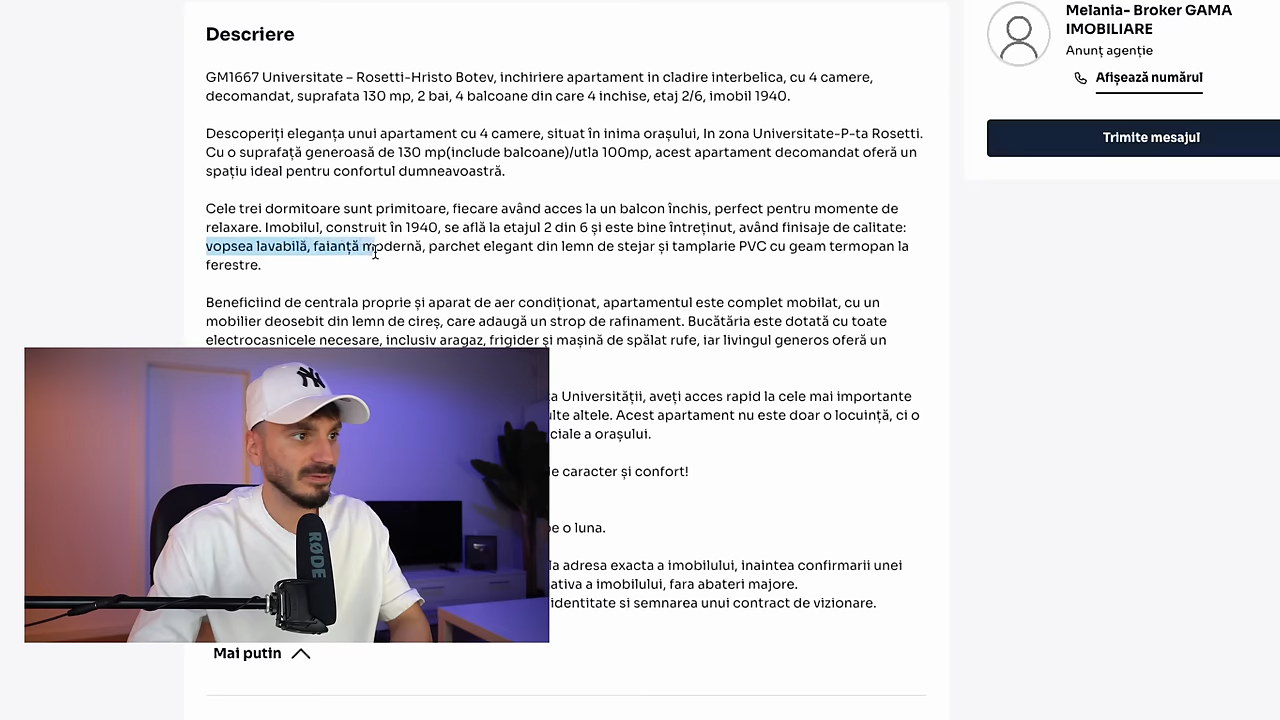 Descriere
GM1667 Universitate – Rosetti-Hristo Botev, inchiriere apartament in cladire interbelica, cu 4 camere,
decomandat, suprafata 130 mp, 2 bai, 4 balcoane din care 4 inchise, etaj 2/6, imobil 1940.
Descoperiți eleganța unui apartament cu 4 camere, situat în inima orașului, In zona Universitate-P-ta Rosetti.
Cu o suprafață generoasă de 130 mp(include balcoane)/utla 100mp, acest apartament decomandat oferă un
spațiu ideal pentru confortul dumneavoastră.
Cele trei dormitoare sunt primitoare, fiecare având acces la un balcon închis, perfect pentru momente de
relaxare. Imobilul, construit în 1940, se află la etajul 2 din 6 și este bine întreținut, având finisaje de calitate:
vopsea lavabilă, faianță modernă, parchet elegant din lemn de stejar și tamplarie PVC cu geam termopan la
ferestre.
Beneficiind de centrala proprie și aparat de aer condiționat, apartamentul este complet mobilat, cu un
mobilier deosebit din lemn de cireș, care adaugă un strop de rafinament. Bucătăria este dotată cu toate
electrocasnicele necesare, inclusiv aragaz, frigider și mașină de spălat rufe, iar livingul generos oferă un
Universității, aveți acces rapid la cele mai importante
altele. Acest apartament nu este doar o locuință, ci o
a orașului.
caracter și confort!
o luna.
la adresa exacta a imobilului, inaintea confirmarii unei
a imobilului, fara abateri majore.
identitate si semnarea unui contract de vizionare.
Mai putin
Melania- Broker GAMA
IMOBILIARE
Anunț agenție
Afișează numărul
Trimite mesajul
NY
RØDE